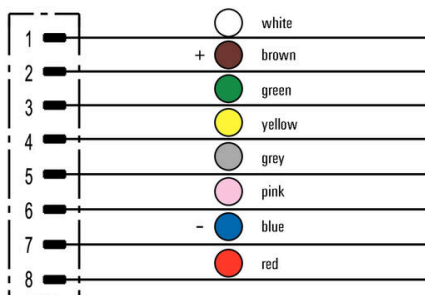 white
1
+ brown
2
green
3
yellow
4
grey
5
pink
6
- blue
7
red
8